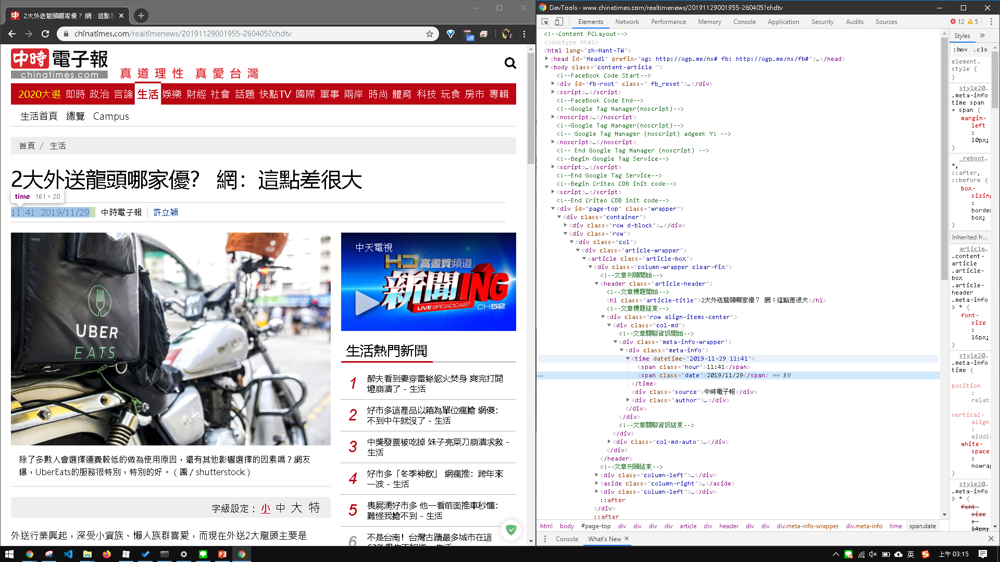 2大外送龍頭哪家優？ 網：這點差
chinatimes.com/realtimenews/20191129001955-260405?chdtv
off
中時 電子報
chinatimes.com
真道理性 真愛台灣
2020大選 即時 政治 言論 生活 娛樂 財經 社會 話題 快點TV 國際 軍事 兩岸 時尚 體育 科技 玩食 房市 專輯
生活首頁 總覽 Campus
首頁 / 生活
2大外送龍頭哪家優？ 網：這點差很大
time 161 × 20
11:41 2019/11/29 中時電子報 許立穎
UBER
EATS
除了多數人會選擇運費較低的做為使用原因，還有其他影響選擇的因素嗎？網友
曝，UberEats的服務很特別，特別的好。 ( 圖 / shutterstock )
字級設定： 小 中 大 特
外送行業興起，深受小資族、懶人族群喜愛，而現在外送2大龍頭主要是
中天電視
HD 高畫質頻道
新聞ING
LIVE BROADCAST CH52
生活熱門新聞
1 醉夫看到妻穿蕾絲慾火焚身 爽完打開
燈崩潰了 - 生活
2 好市多這產品以箱為單位瘋搶 網傻：
不到中午就沒了 - 生活
3 中獎發票被吃掉 妹子亮菜刀崩潰求救 -
生活
4 好市多「冬季神飲」 網瘋推：跨年來
一波 - 生活
5 喪屍湧好市多 他一看前面推車秒懂：
難怪我搶不到 - 生活
6 不是台南！台灣古蹟最多城市在這
DevTools - www.chinatimes.com/realtimenews/20191129001955-260405?chdtv
Elements Network Performance Memory Console Application Security Audits Sources 12 5
<!--Content PCLayout-->
<!doctype html>
<html lang="zh-Hant-TW">
<head id="Head1" prefix="og: http://ogp.me/ns# fb: http://ogp.me/ns/fb#">…</head>
<body class="content-article ">
<!--FaceBook Code Start-->
<div id="fb-root" class=" fb_reset">…</div>
<script>…</script>
<!--FaceBook Code End-->
<!--Google Tag Manager(noscript)-->
<noscript>…</noscript>
<!--Google Tag Manager(noscript)-->
<!-- Google Tag Manager (noscript) adgeek Y! -->
<noscript>…</noscript>
<!-- End Google Tag Manager (noscript) -->
<!--Begin Google Tag Service-->
<script>…</script>
<!--End Google Tag Service-->
<!--Begin Criteo CDB init code-->
<script>…</script>
<!--End Criteo CDB init code-->
<div id="page-top" class="wrapper">
<div class="container">
<div class="row d-block">…</div>
<div class="row">
<div class="col">
<div class="article-wrapper">
<article class="article-box">
<div class="column-wrapper clear-fix">
<!--文章刊頭開始-->
<header class="article-header">
<!--文章標題開始-->
<h1 class="article-title">2大外送龍頭哪家優？ 網：這點差很大</h1>
<!--文章標題結束-->
<div class="row align-items-center">
<div class="col-md">
<!--文章關聯資訊開始-->
<div class="meta-info-wrapper">
<div class="meta-info">
<time datetime="2019-11-29 11:41">
<span class="hour">11:41</span>
… <span class="date">2019/11/29</span> == $0
</time>
<div class="source">中時電子報</div>
<div class="author">…</div>
</div>
</div>
<!--文章關聯資訊結束-->
</div>
<div class="col-md-auto">…</div>
</div>
</header>
<!--文章刊頭結束-->
<div class="column-left">…</div>
<aside class="column-right">…</aside>
<div class="column-left">…</div>
::after
</div>
::after
html body #page-top div div div div article div header div div div.meta-info-wrapper div.meta-info time span.date
Console What's New ×
Styles »
:hov .cls
element.
style {
}
style20…
.meta-info
time span
+ span {
margin-
left
:
10px;
}
_reboot…
*,
::after,
::before {
box-
sizing
:
border
box;
}
Inherited fr…
article…
.content-
article
.article-
box
.article-
header
.meta-info
> * {
font-
size
:
16px;
}
style20…
.meta-info
time {
position
:
relati
vertical-
align
:
middle
white-
space
:
nowrap
}
style20…
.meta-info
> * {
font-
size
:
14px;
英 上午 03:15